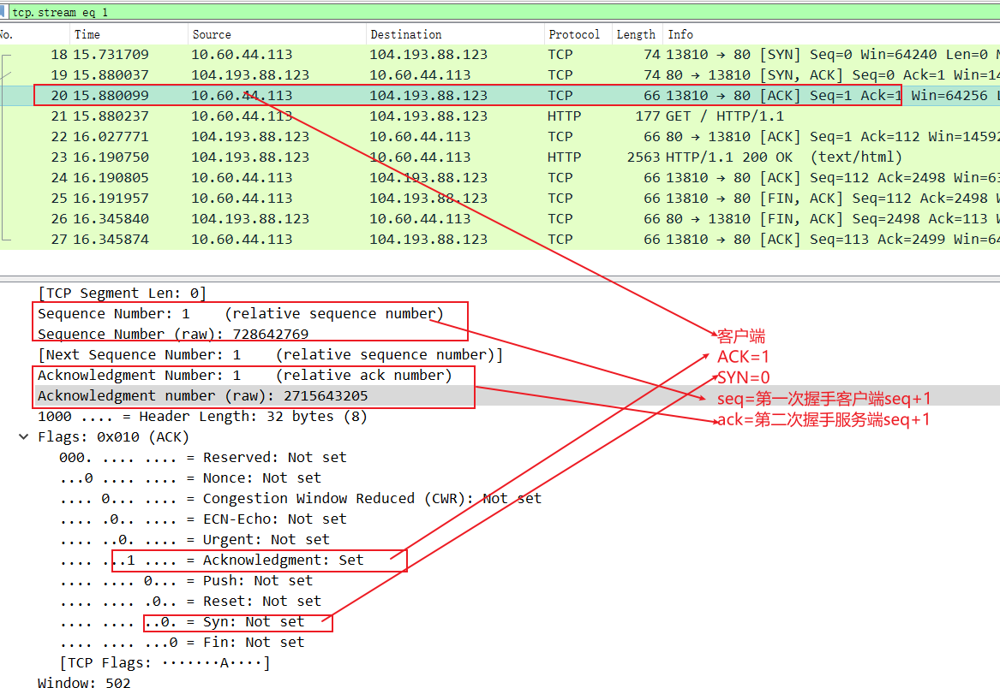 tcp.stream eq 1
No. Time Source Destination Protocol Length Info
18 15.731709 10.60.44.113 104.193.88.123 TCP 74 13810 → 80 [SYN] Seq=0 Win=64240 Len=0
19 15.880037 104.193.88.123 10.60.44.113 TCP 74 80 → 13810 [SYN, ACK] Seq=0 Ack=1
20 15.880099 10.60.44.113 104.193.88.123 TCP 66 13810 → 80 [ACK] Seq=1 Ack=1 Win=64256
21 15.880237 10.60.44.113 104.193.88.123 HTTP 177 GET / HTTP/1.1
22 16.027771 104.193.88.123 10.60.44.113 TCP 66 80 → 13810 [ACK] Seq=1 Ack=112 Win=14592
23 16.190750 104.193.88.123 10.60.44.113 HTTP 2563 HTTP/1.1 200 OK (text/html)
24 16.190805 10.60.44.113 104.193.88.123 TCP 66 13810 → 80 [ACK] Seq=112 Ack=2498
25 16.191957 10.60.44.113 104.193.88.123 TCP 66 13810 → 80 [FIN, ACK] Seq=112 Ack=2498
26 16.345840 104.193.88.123 10.60.44.113 TCP 66 80 → 13810 [FIN, ACK] Seq=2498 Ack=113
27 16.345874 10.60.44.113 104.193.88.123 TCP 66 13810 → 80 [ACK] Seq=113 Ack=2499
[TCP Segment Len: 0]
Sequence Number: 1 (relative sequence number)
Sequence Number (raw): 728642769
[Next Sequence Number: 1 (relative sequence number)]
Acknowledgment Number: 1 (relative ack number)
Acknowledgment number (raw): 2715643205
1000 .... = Header Length: 32 bytes (8)
Flags: 0x010 (ACK)
000. .... .... = Reserved: Not set
...0 .... .... = Nonce: Not set
.... 0... .... = Congestion Window Reduced (CWR): Not set
.... .0.. .... = ECN-Echo: Not set
.... ..0. .... = Urgent: Not set
.... ...1 .... = Acknowledgment: Set
.... .... 0... = Push: Not set
.... .... .0.. = Reset: Not set
.... .... ..0. = Syn: Not set
.... .... ...0 = Fin: Not set
[TCP Flags: ·······A····]
Window: 502
客户端
ACK=1
SYN=0
seq=第一次握手客户端seq+1
ack=第二次握手服务端seq+1